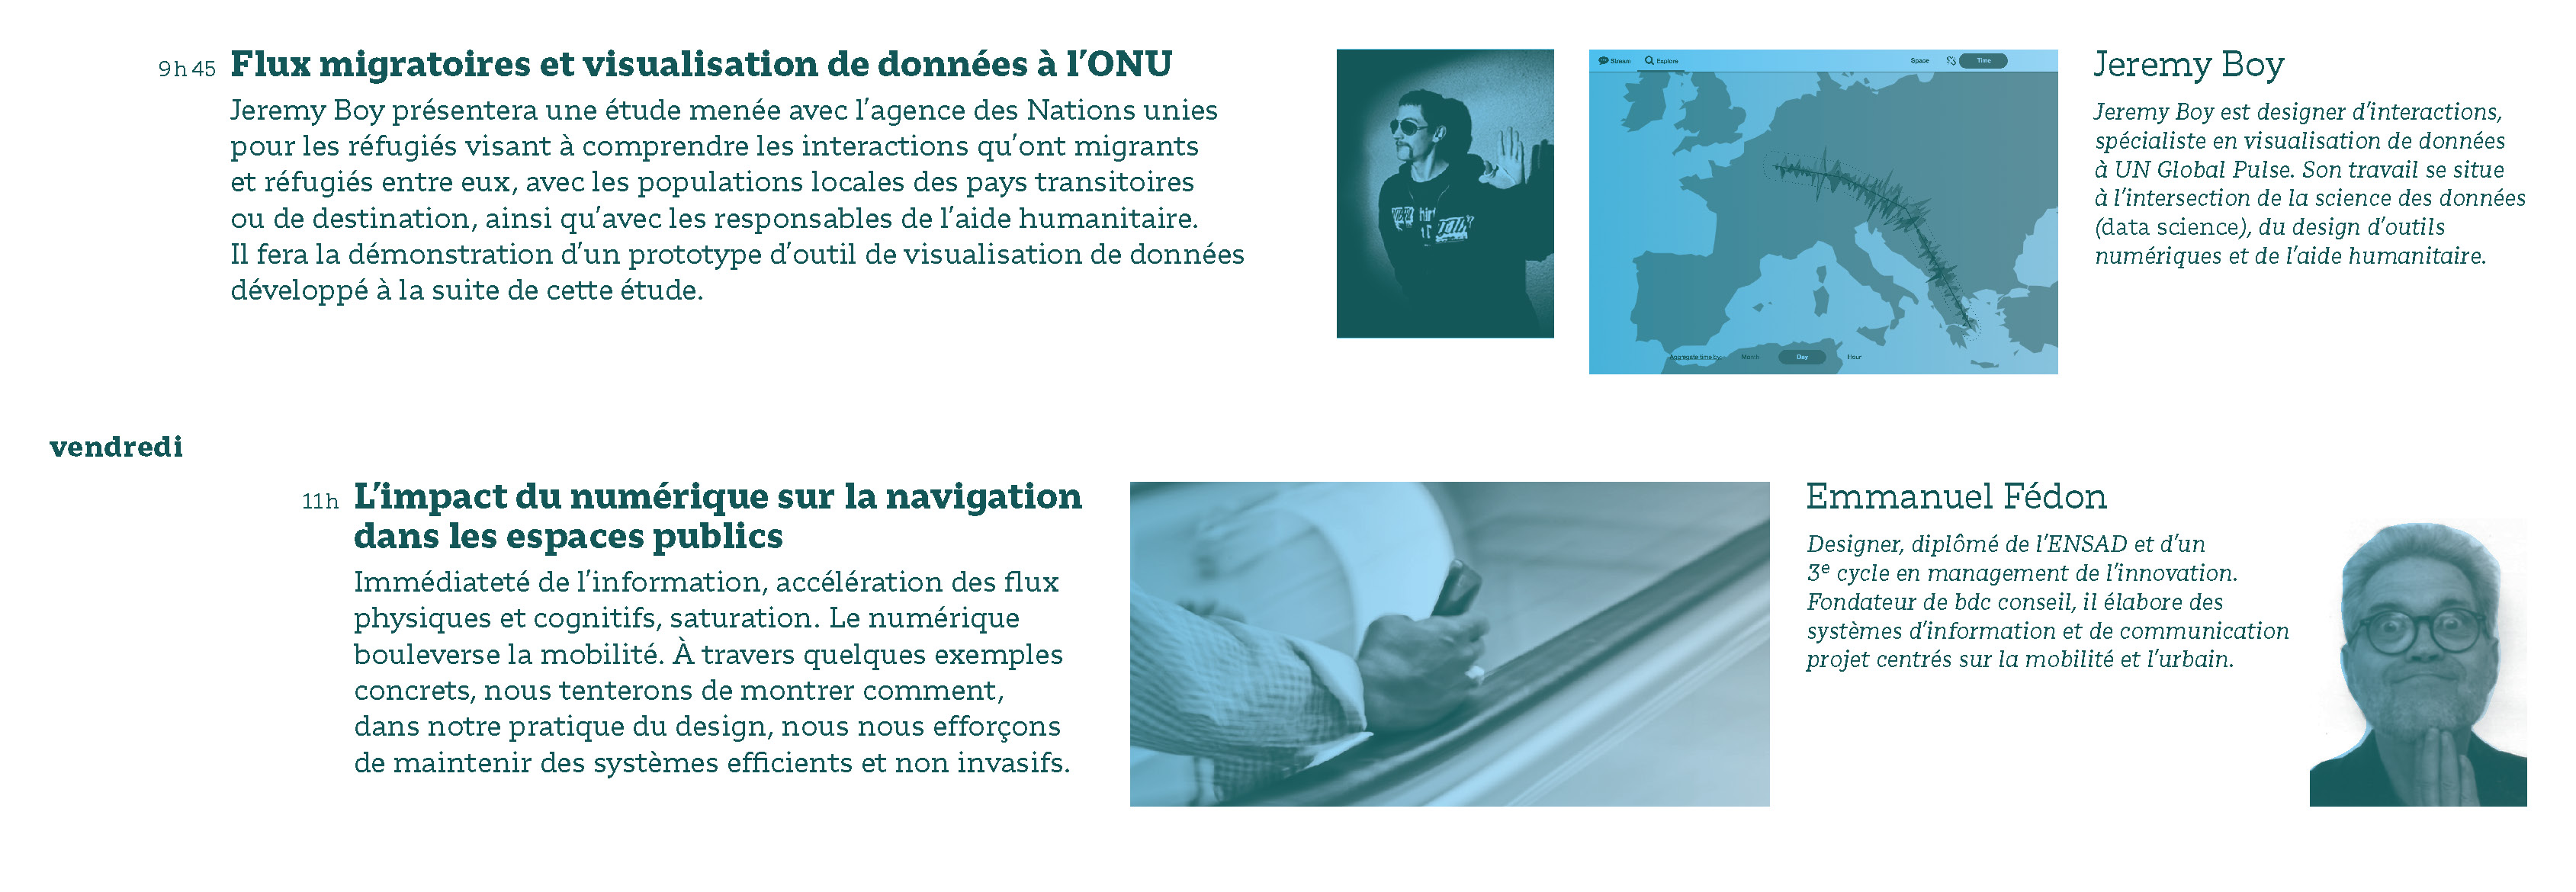 9h45 Flux migratoires et visualisation de données à l’ONU
Jeremy Boy présentera une étude menée avec l’agence des Nations unies
pour les réfugiés visant à comprendre les interactions qu’ont migrants
et réfugiés entre eux, avec les populations locales des pays transitoires
ou de destination, ainsi qu’avec les responsables de l’aide humanitaire.
Il fera la démonstration d’un prototype d’outil de visualisation de données
développé à la suite de cette étude.
Stream Explore Space Time
Aggregate time by: Month Day Hour
Jeremy Boy
Jeremy Boy est designer d’interactions,
spécialiste en visualisation de données
à UN Global Pulse. Son travail se situe
à l’intersection de la science des données
(data science), du design d’outils
numériques et de l’aide humanitaire.
vendredi
11h L’impact du numérique sur la navigation
dans les espaces publics
Immédiateté de l’information, accélération des flux
physiques et cognitifs, saturation. Le numérique
bouleverse la mobilité. À travers quelques exemples
concrets, nous tenterons de montrer comment,
dans notre pratique du design, nous nous efforçons
de maintenir des systèmes efficients et non invasifs.
Emmanuel Fédon
Designer, diplômé de l’ENSAD et d’un
3e cycle en management de l’innovation.
Fondateur de bdc conseil, il élabore des
systèmes d’information et de communication
projet centrés sur la mobilité et l’urbain.